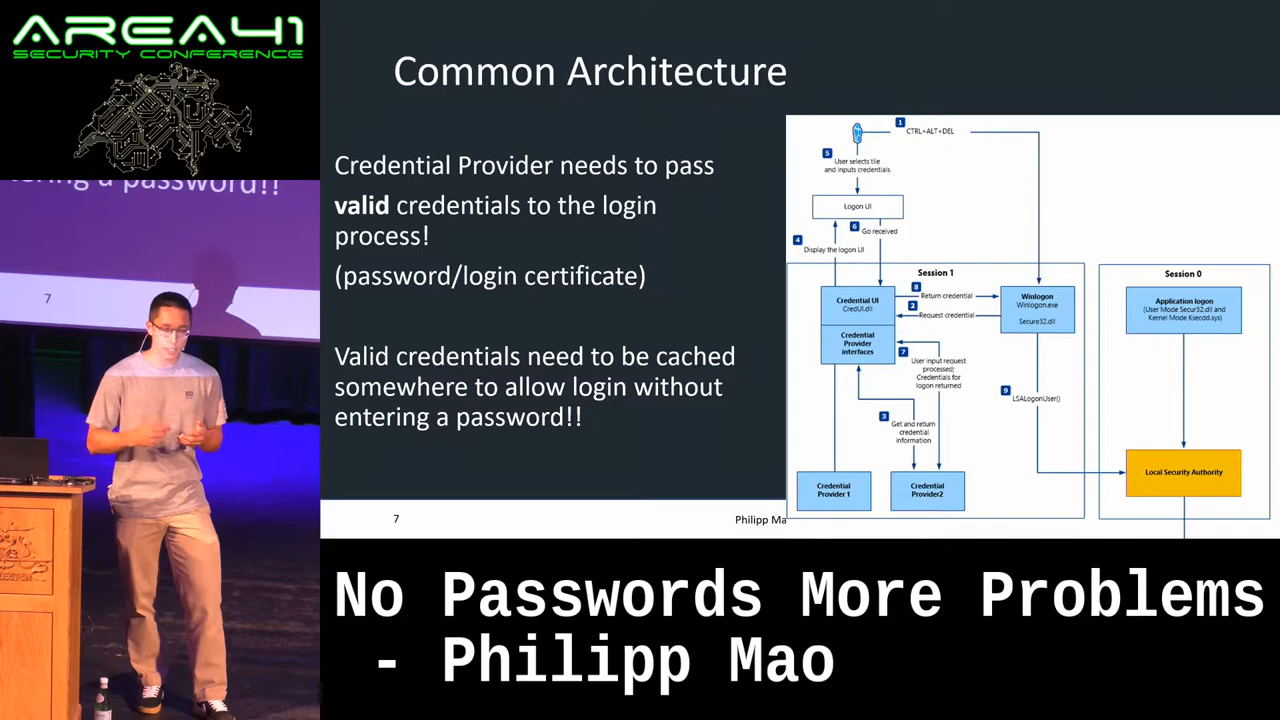 AREA41
SECURITY CONFERENCE
entering a password!!
7
Common Architecture
Credential Provider needs to pass
valid credentials to the login
process!
(password/login certificate)
Valid credentials need to be cached
somewhere to allow login without
entering a password!!
7
Philipp Ma
1
CTRL+ALT+DEL
5
User selects tile
and inputs credentials
Logon UI
4
Display the logon UI
6
Go received
Session 1
Credential UI
CredUI.dll
Credential
Provider
interfaces
8
Return credential
2
Request credential
Winlogon
Winlogon.exe
Secure32.dll
7
User input request
processed;
Credentials for
logon returned
3
Get and return
credential
information
9
LSALogonUser()
Credential
Provider 1
Credential
Provider2
Session 0
Application logon
(User Mode Secur32.dll and
Kernel Mode Ksecdd.sys)
Local Security Authority
No Passwords More Problems
- Philipp Mao